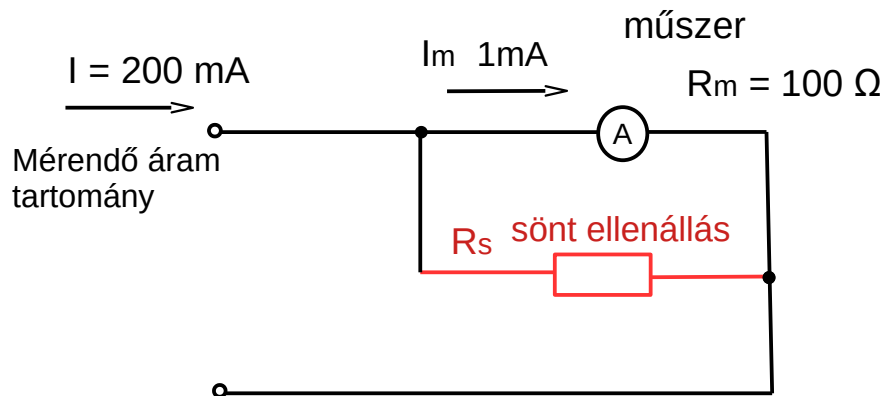 műszer
I = 200 mA
Im 1mA
Rm = 100 Ω
A
Mérendő áram
tartomány
Rs sönt ellenállás